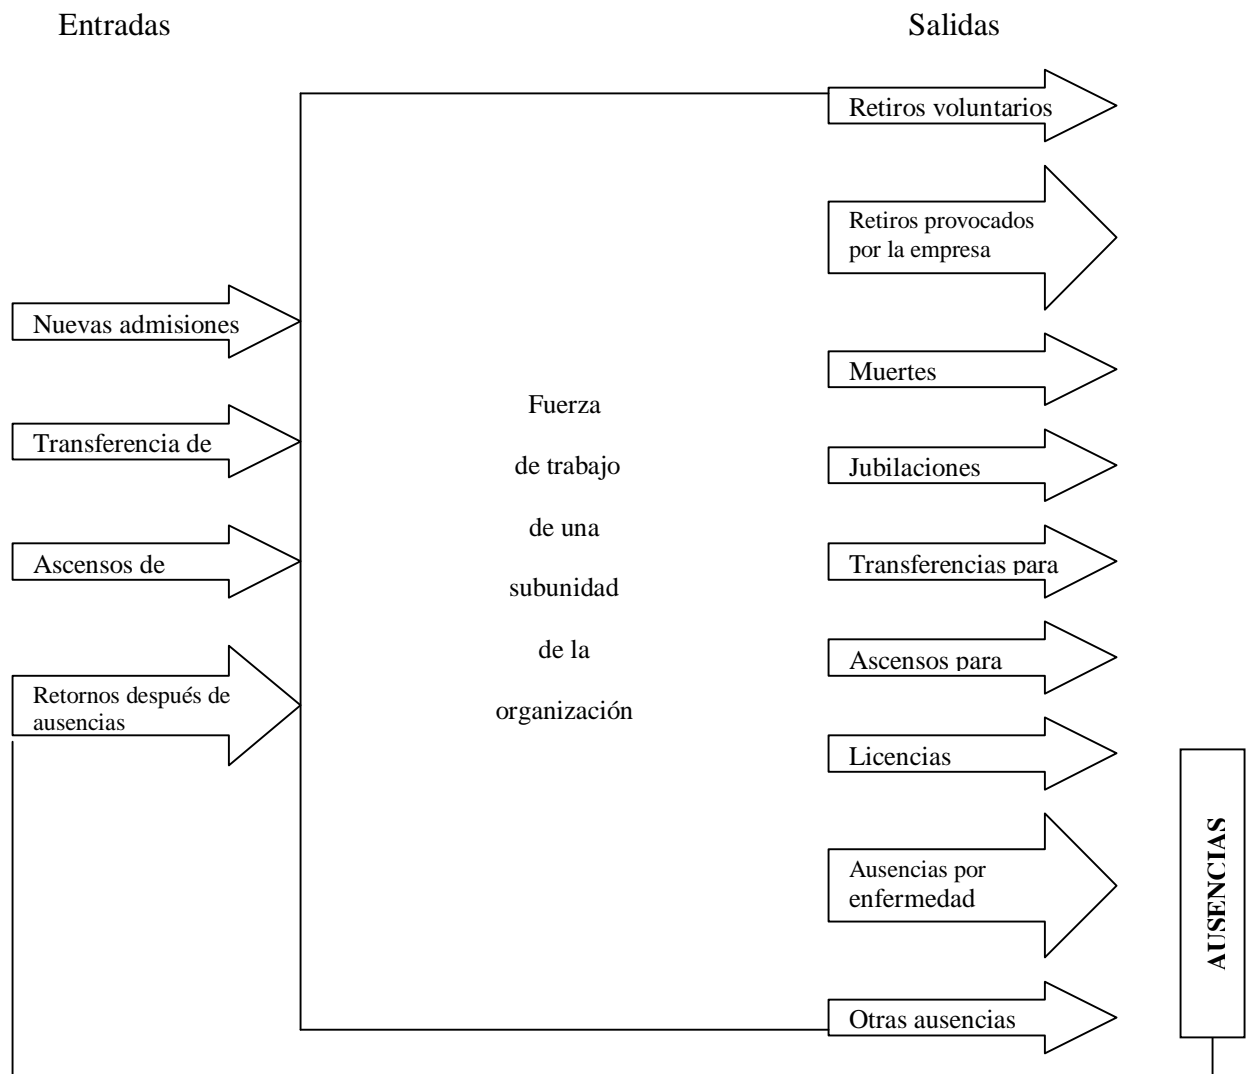 Entradas
Salidas
Nuevas admisiones
Transferencia de
Ascensos de
Retornos después de
ausencias
Fuerza
de trabajo
de una
subunidad
de la
organización
Retiros voluntarios
Retiros provocados
por la empresa
Muertes
Jubilaciones
Transferencias para
Ascensos para
Licencias
Ausencias por
enfermedad
Otras ausencias
AUSENCIAS